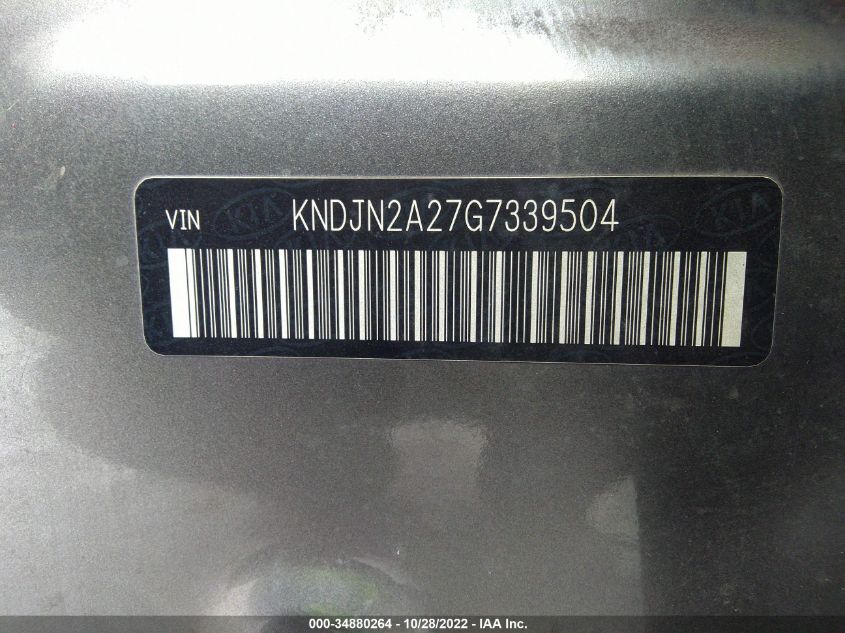 VIN KNDJN2A27G7339504
000-34880264 - 10/28/2022 - IAA Inc.